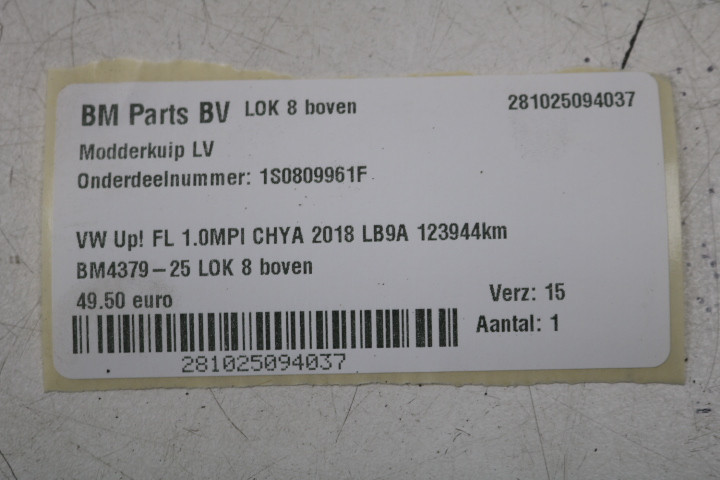 BM Parts BV LOK 8 boven 281025094037
Modderkuip LV
Onderdeelnummer: 1S0809961F
VW Up! FL 1.0MPI CHYA 2018 LB9A 123944km
BM4379-25 LOK 8 boven
49.50 euro Verz: 15
Aantal: 1
281025094037